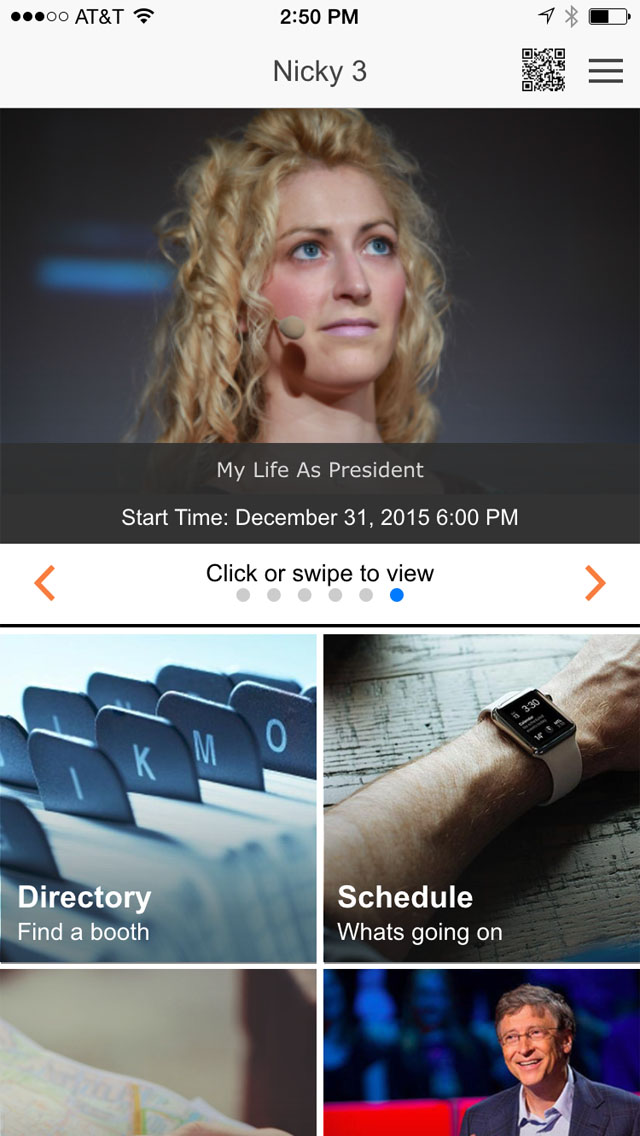 AT&T 2:50 PM
Nicky 3
My Life As President
Start Time: December 31, 2015 6:00 PM
Click or swipe to view
I
K
M
O
Directory
Find a booth
3:30
Schedule
Whats going on